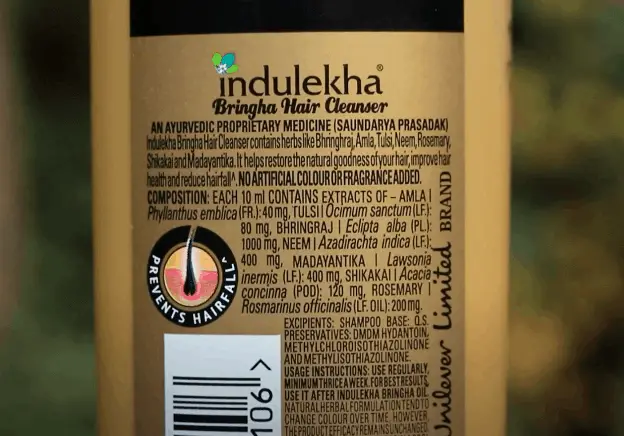 indulekha®
Bringha Hair Cleanser
AN AYURVEDIC PROPRIETARY MEDICINE (SAUNDARYA PRASADAK)
Indulekha Bringha Hair Cleanser contains herbs like Bhringhraj, Amla, Tulsi, Neem, Rosemary,
Shikakai and Madayantika. It helps restore the natural goodness of your hair, improve hair
health and reduce hairfall^. NO ARTIFICIAL COLOUR OR FRAGRANCE ADDED.
COMPOSITION: EACH 10 ml CONTAINS EXTRACTS OF – AMLA |
Phyllanthus emblica (FR.): 40 mg, TULSI | Ocimum sanctum (LF.):
80 mg, BHRINGRAJ | Eclipta alba (PL.):
1000 mg, NEEM | Azadirachta indica (LF.):
400 mg, MADAYANTIKA | Lawsonia
inermis (LF.): 400 mg, SHIKAKAI | Acacia
concinna (POD): 120 mg, ROSEMARY |
Rosmarinus officinalis (LF. OIL): 200 mg.
PREVENTS HAIRFALL^
EXCIPIENTS: SHAMPOO BASE: Q.S.
PRESERVATIVES: DMDM HYDANTOIN,
METHYLCHLOROISOTHIAZOLINONE
AND METHYLISOTHIAZOLINONE.
USAGE INSTRUCTIONS: USE REGULARLY,
MINIMUM THRICE A WEEK. FOR BEST RESULTS,
USE IT AFTER INDULEKHA BRINGHA OIL.
NATURAL HERBAL FORMULATION TEND TO
CHANGE COLOUR OVER TIME. HOWEVER,
THE PRODUCT EFFICACY REMAINS UNCHANGED.
Unilever Limited BRAND
906
>